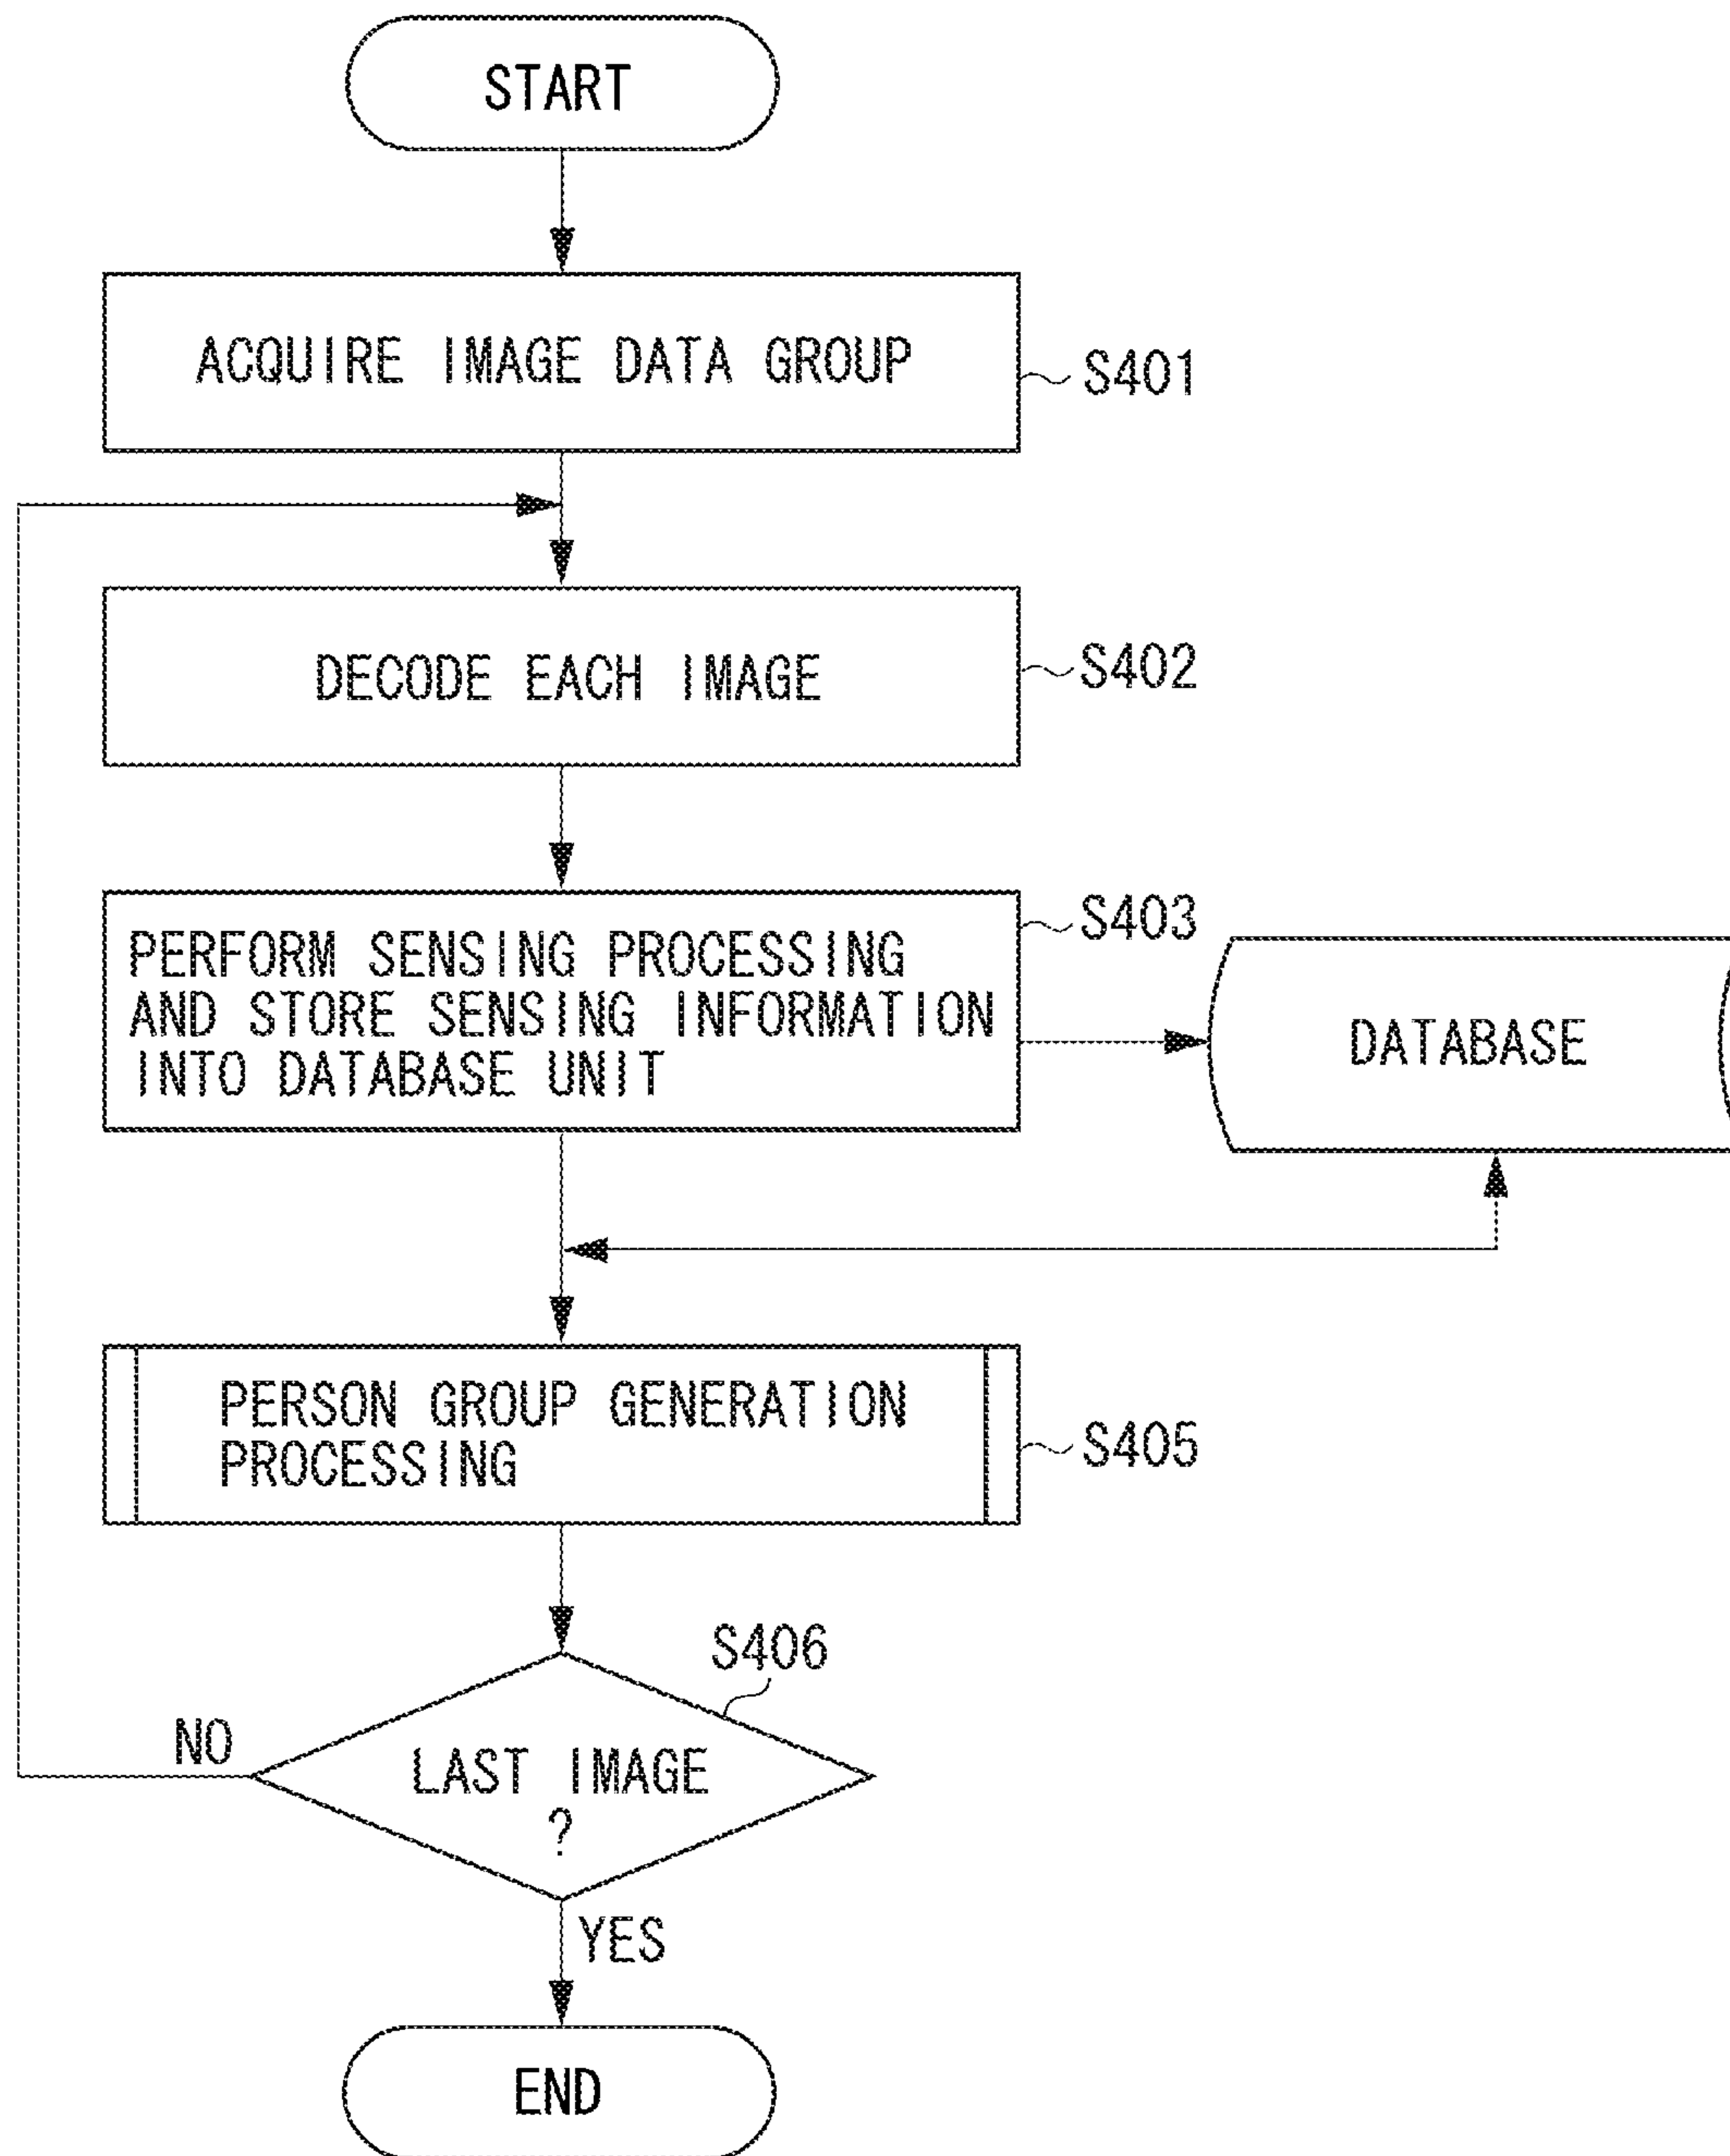 START
ACQUIRE IMAGE DATA GROUP
S401
DECODE EACH IMAGE
S402
PERFORM SENSING PROCESSING
AND STORE SENSING INFORMATION
INTO DATABASE UNIT
S403
DATABASE
PERSON GROUP GENERATION
PROCESSING
S405
S406
LAST IMAGE
?
NO
YES
END